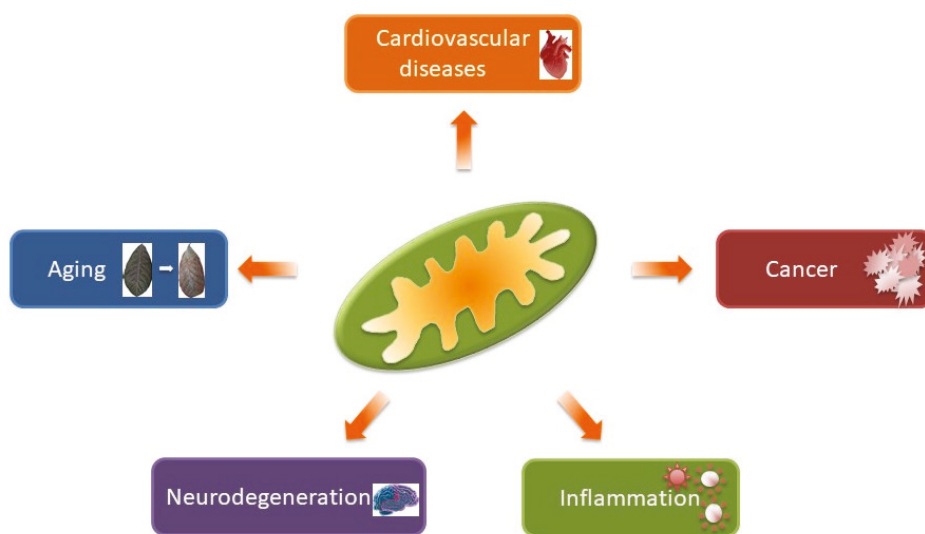 Cardiovascular
diseases
Aging
Cancer
Neurodegeneration
Inflammation